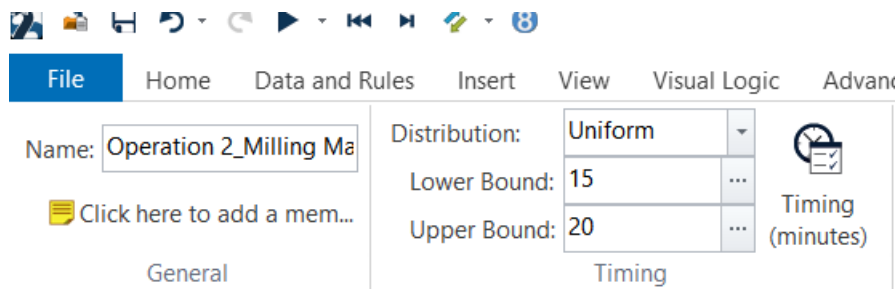 File Home Data and Rules Insert View Visual Logic Advanc
Name: Operation 2_Milling Ma
Click here to add a mem...
General
Distribution: Uniform
Lower Bound: 15 ...
Upper Bound: 20 ...
Timing
(minutes)
Timing